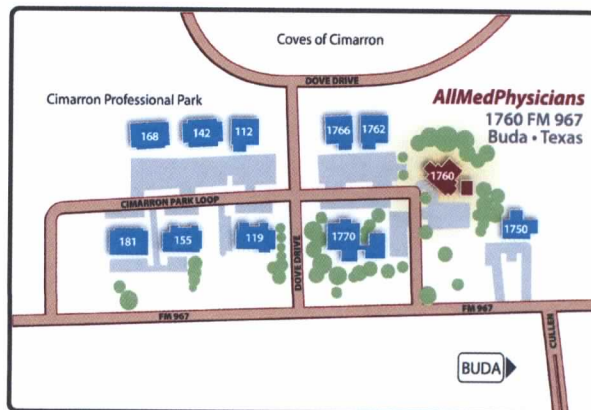 Coves of Cimarron
DOVE DRIVE
Cimarron Professional Park
AllMedPhysicians
1760 FM 967
Buda • Texas
168
142
112
1766
1762
1760
CIMARRON PARK LOOP
181
155
119
DOVE DRIVE
1770
1750
FM 967
FM 967
CULLEN
BUDA